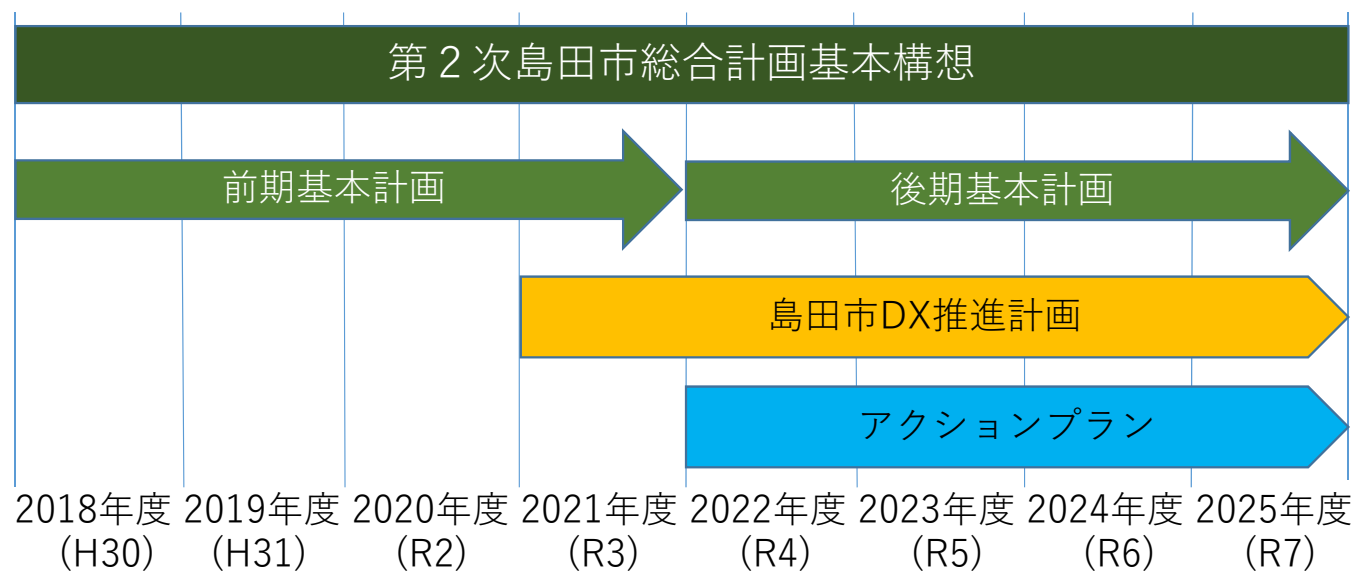 第２次島田市総合計画基本構想
前期基本計画 後期基本計画
島田市DX推進計画
アクションプラン
2018年度 2019年度 2020年度 2021年度 2022年度 2023年度 2024年度 2025年度
(H30) (H31) (R2) (R3) (R4) (R5) (R6) (R7)